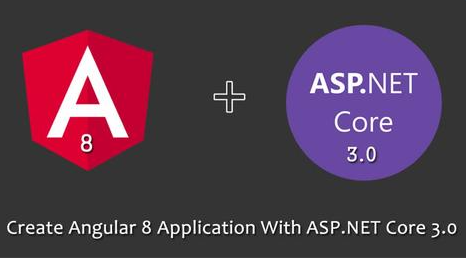 A
8
+
ASP.NET
Core
3.0
Create Angular 8 Application With ASP.NET Core 3.0